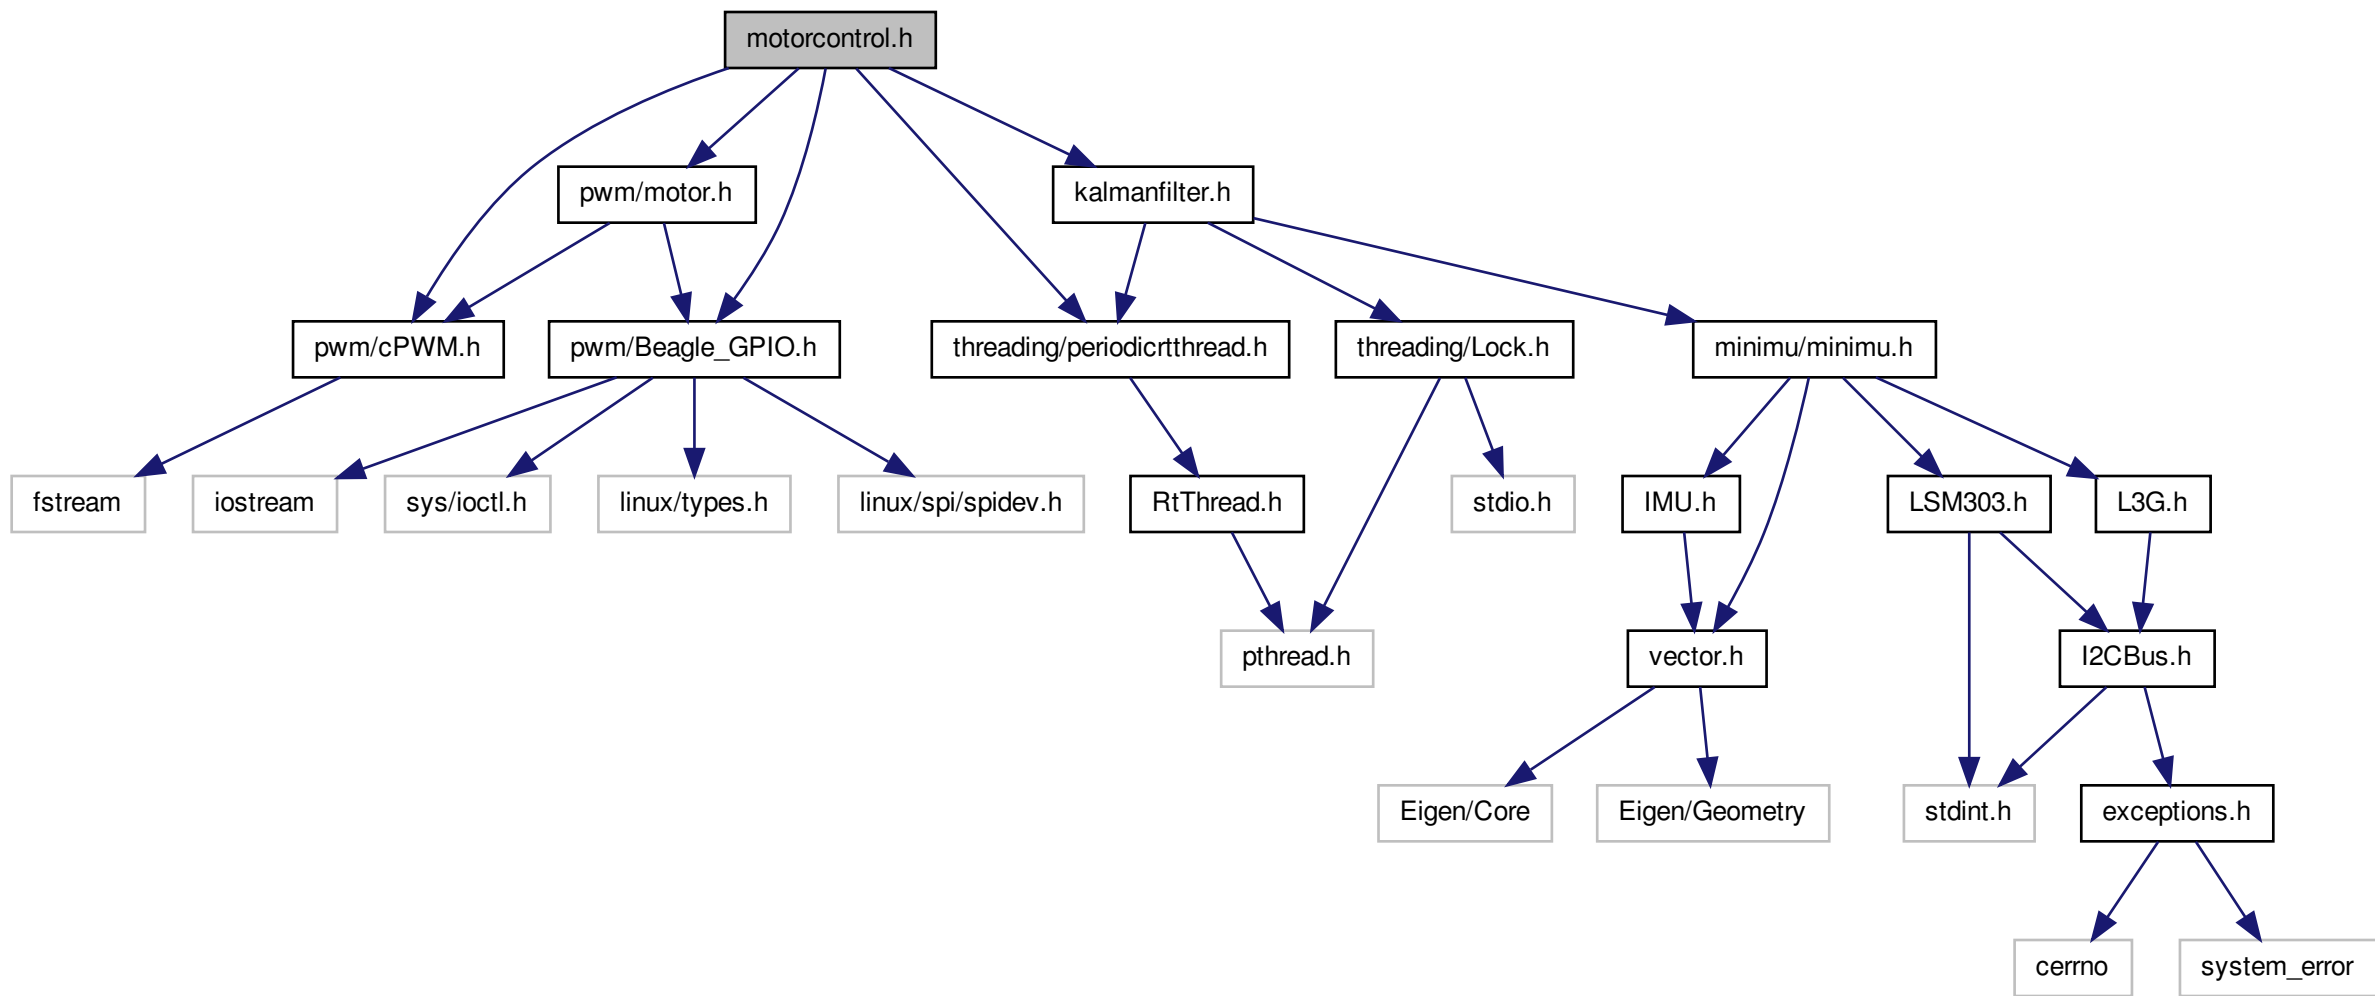 motorcontrol.h
pwm/motor.h
kalmanfilter.h
pwm/cPWM.h
pwm/Beagle_GPIO.h
threading/periodicrtthread.h
threading/Lock.h
minimu/minimu.h
fstream
iostream
sys/ioctl.h
linux/types.h
linux/spi/spidev.h
RtThread.h
stdio.h
IMU.h
LSM303.h
L3G.h
pthread.h
vector.h
I2CBus.h
Eigen/Core
Eigen/Geometry
stdint.h
exceptions.h
cerrno
system_error